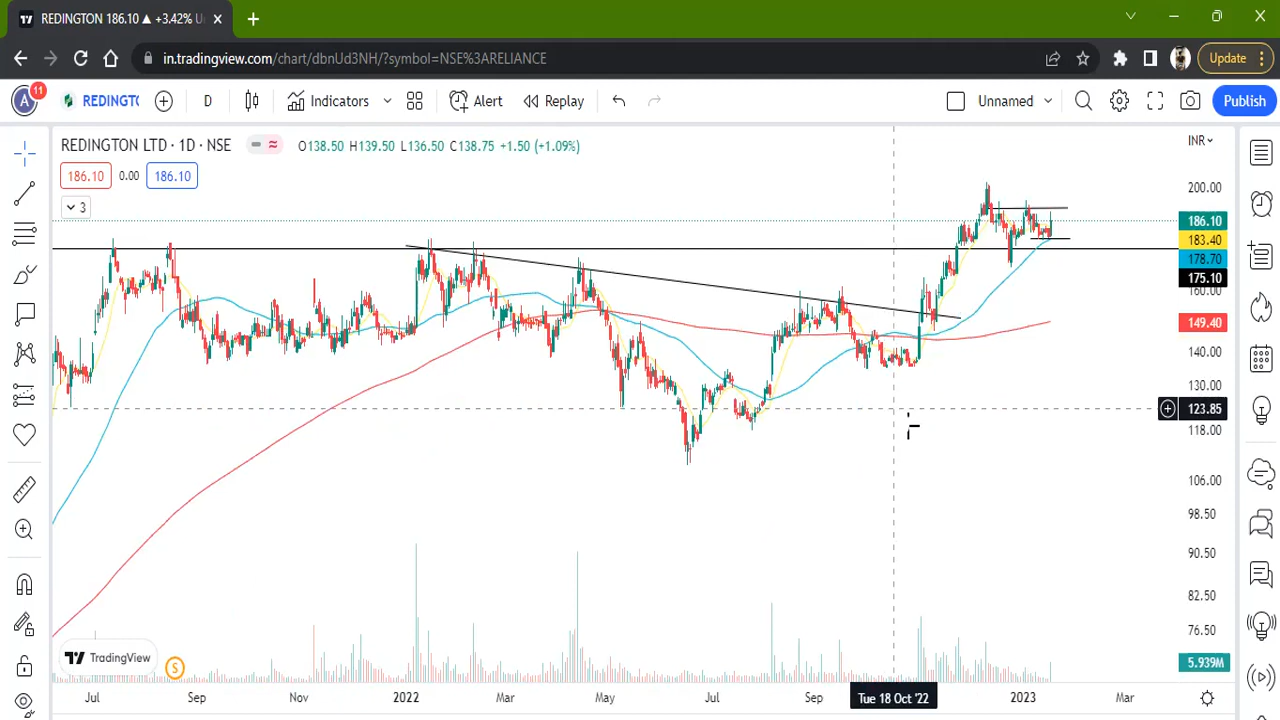 REDINGTON 186.10 ▲ +3.42% U
in.tradingview.com/chart/dbnUd3NH/?symbol=NSE%3ARELIANCE
Update
A 11 REDINGTO D Indicators Alert Replay Unnamed Publish
REDINGTON LTD · 1D · NSE O138.50 H139.50 L136.50 C138.75 +1.50 (+1.09%)
INR
186.10 0.00 186.10
3
200.00
186.10
183.40
178.70
175.10
160.00
149.40
140.00
130.00
123.85
118.00
106.00
98.50
90.50
82.50
76.50
5.939M
TradingView
S
Jul Sep Nov 2022 Mar May Jul Sep Tue 18 Oct '22 2023 Mar